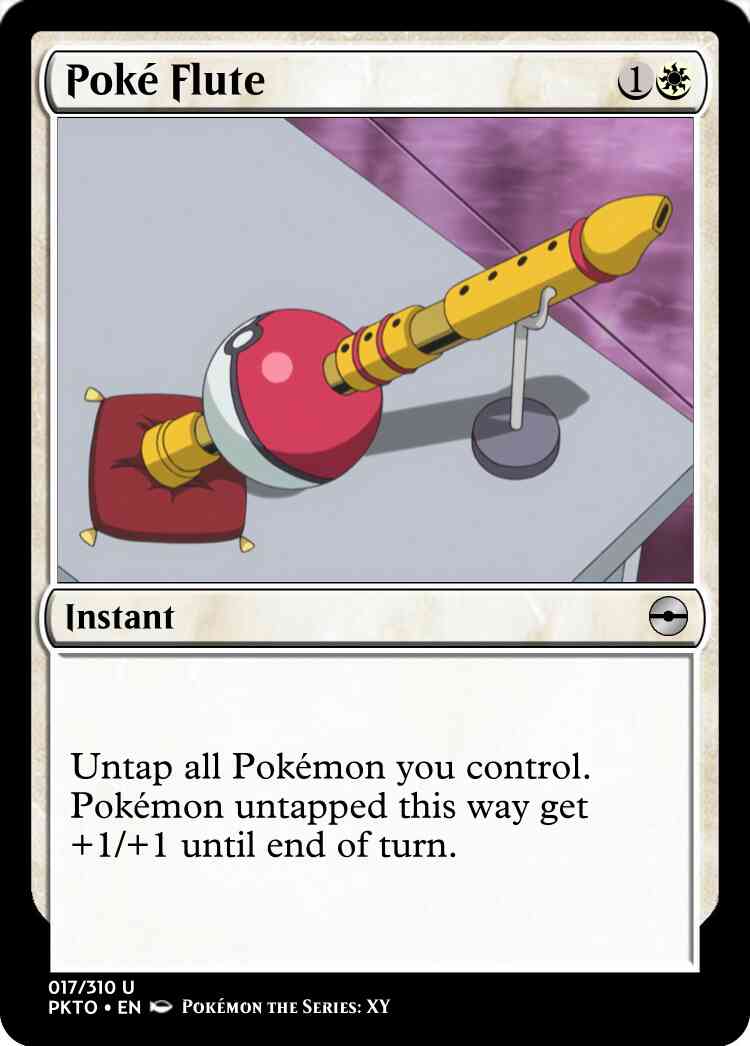 Poké Flute 1
Instant
Untap all Pokémon you control.
Pokémon untapped this way get
+1/+1 until end of turn.
017/310 U
PKTO • EN Pokémon the Series: XY